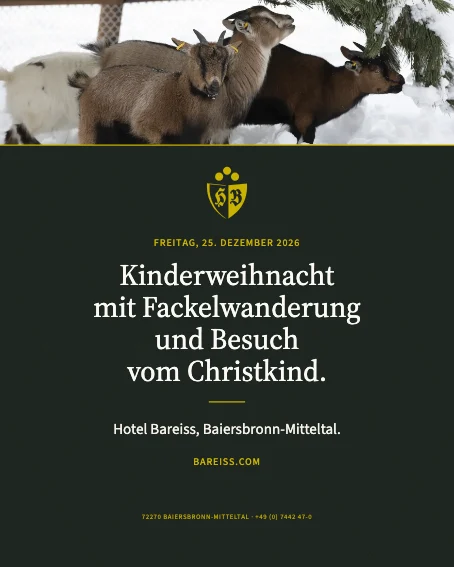 HB
FREITAG, 25. DEZEMBER 2026
Kinderweihnacht
mit Fackelwanderung
und Besuch
vom Christkind.
Hotel Bareiss, Baiersbronn-Mitteltal.
BAREISS.COM
72270 BAIERSBRONN-MITTELTAL · +49 (0) 7442 47-0